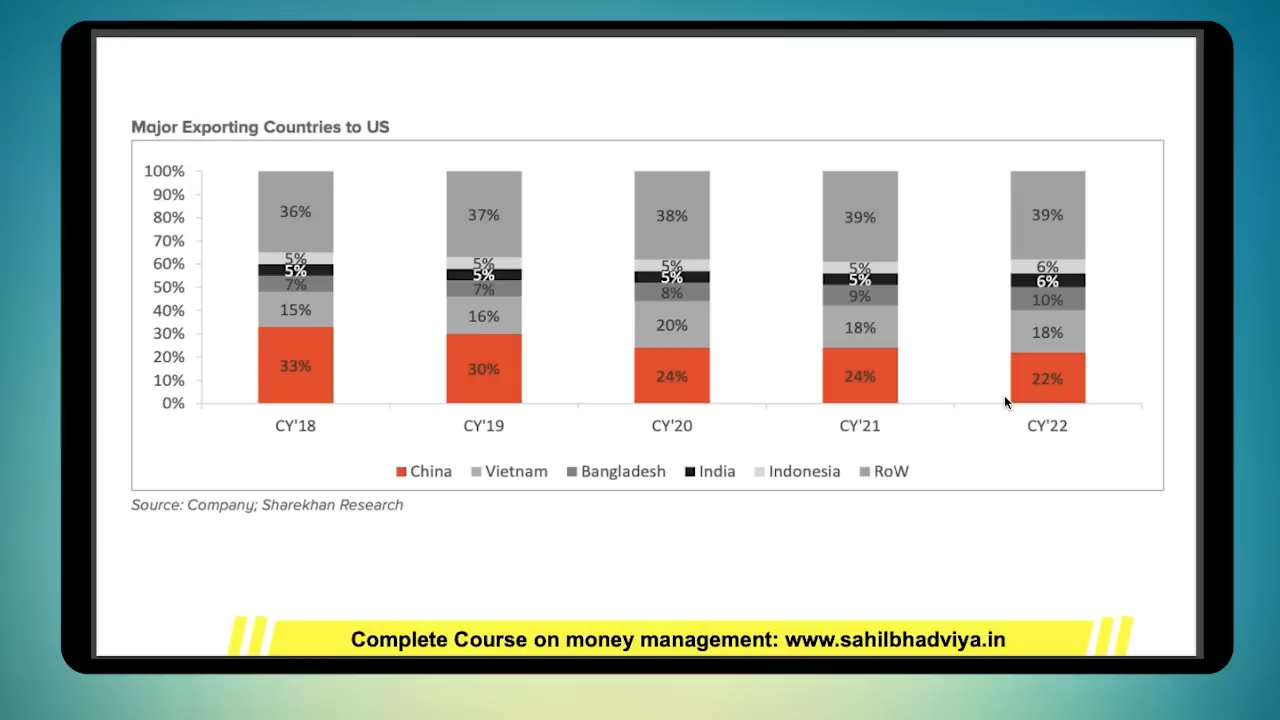 Major Exporting Countries to US
100%
90%
80%
70%
60%
50%
40%
30%
20%
10%
0%
36% 37% 38% 39% 39%
5% 5% 5% 5% 6%
5% 5% 5% 5% 6%
7% 7% 8% 9% 10%
15% 16% 20% 18% 18%
33% 30% 24% 24% 22%
CY'18 CY'19 CY'20 CY'21 CY'22
China Vietnam Bangladesh India Indonesia RoW
Source: Company; Sharekhan Research
Complete Course on money management: www.sahilbhadviya.in